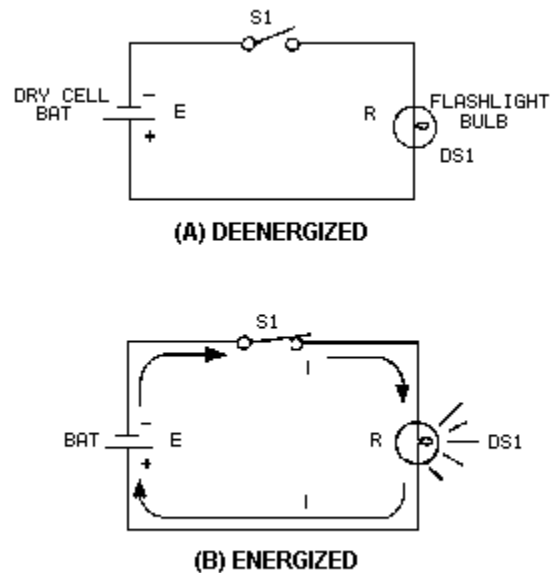 S1
DRY CELL
BAT
−
+
E
R
FLASHLIGHT
BULB
DS1
(A) DEENERGIZED
S1
I
BAT
−
+
E
R
DS1
I
(B) ENERGIZED